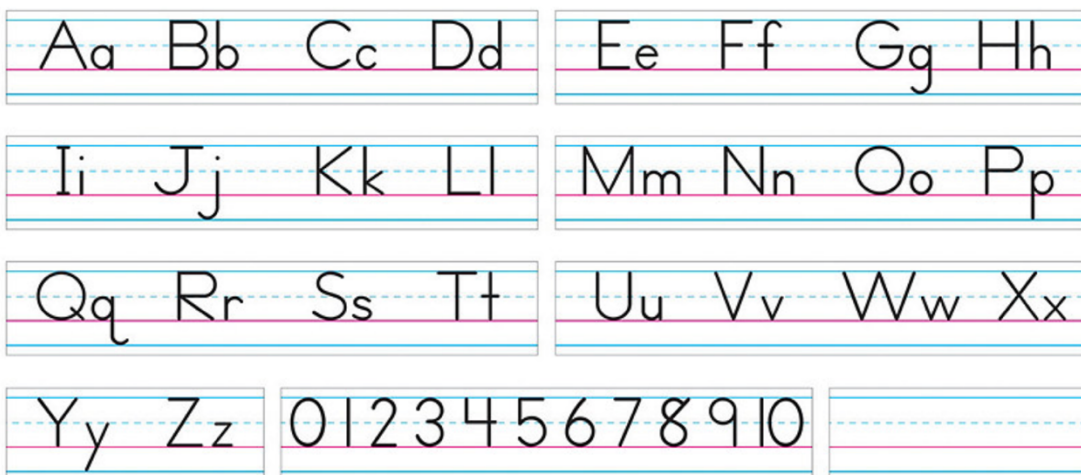 Aa Bb Cc Dd Ee Ff Gg Hh
Ii Jj Kk Ll Mm Nn Oo Pp
Qq Rr Ss Tt Uu Vv Ww Xx
Yy Zz 0 1 2 3 4 5 6 7 8 9 10